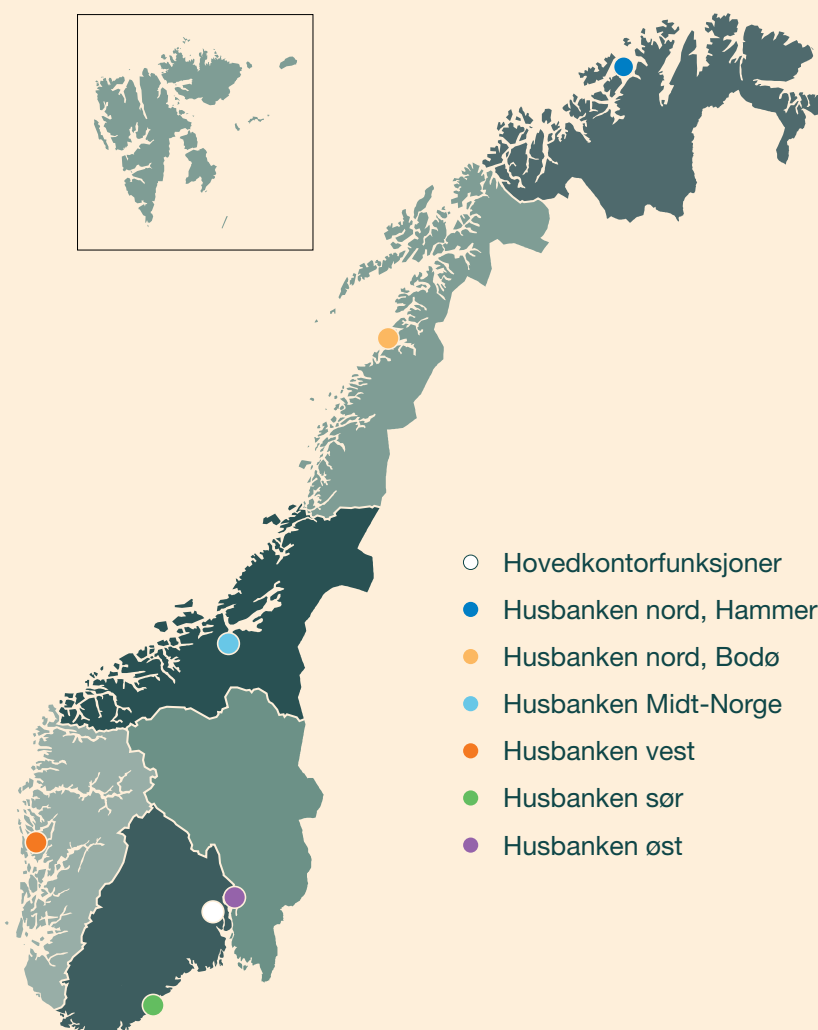 Hovedkontorfunksjoner
Husbanken nord, Hammer
Husbanken nord, Bodø
Husbanken Midt-Norge
Husbanken vest
Husbanken sør
Husbanken øst